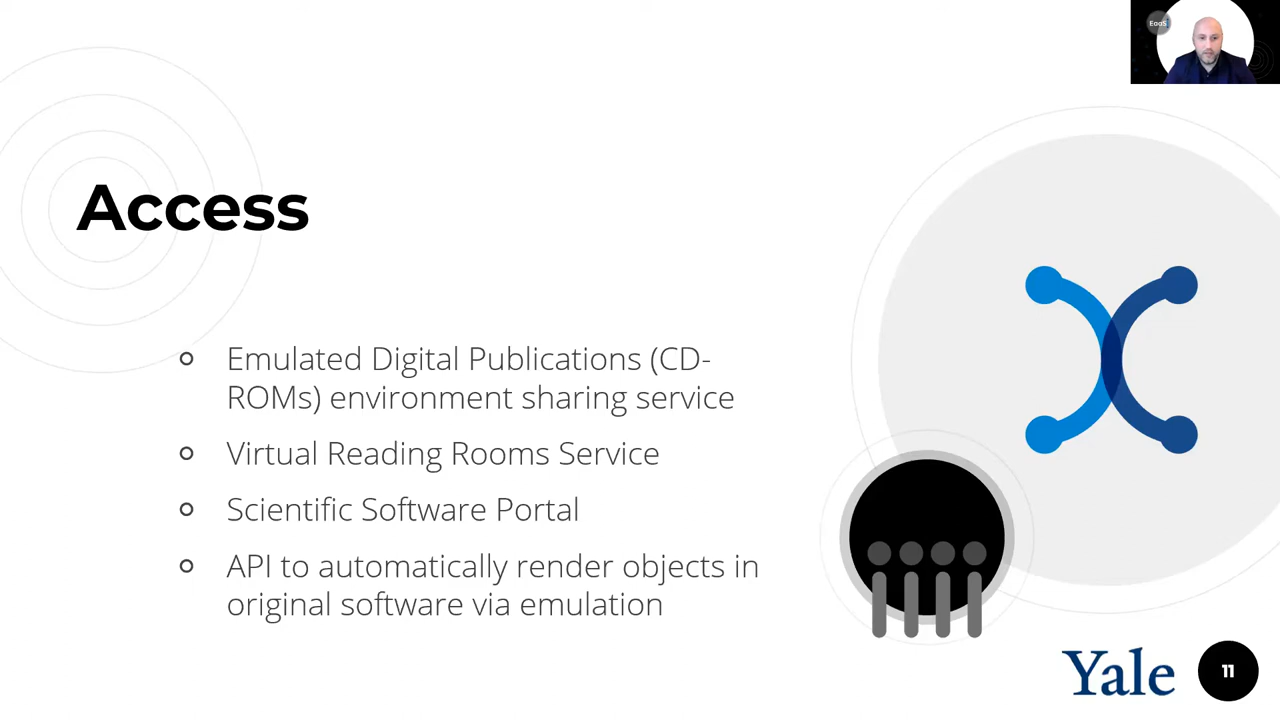 EaaS
Access
Emulated Digital Publications (CD-
ROMs) environment sharing service
Virtual Reading Rooms Service
Scientific Software Portal
API to automatically render objects in
original software via emulation
Yale
11